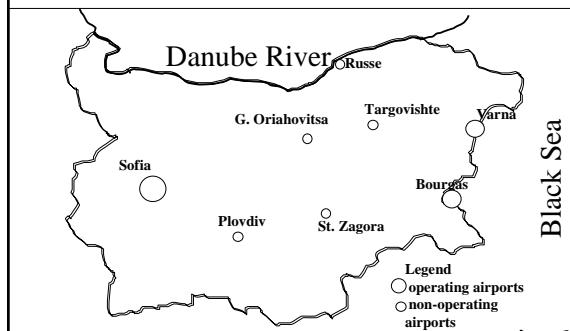 Danube River
Russe
G. Oriahovitsa
Targovishte
Varna
Sofia
Bourgas
Black Sea
Plovdiv
St. Zagora
Legend
operating airports
non-operating
airports